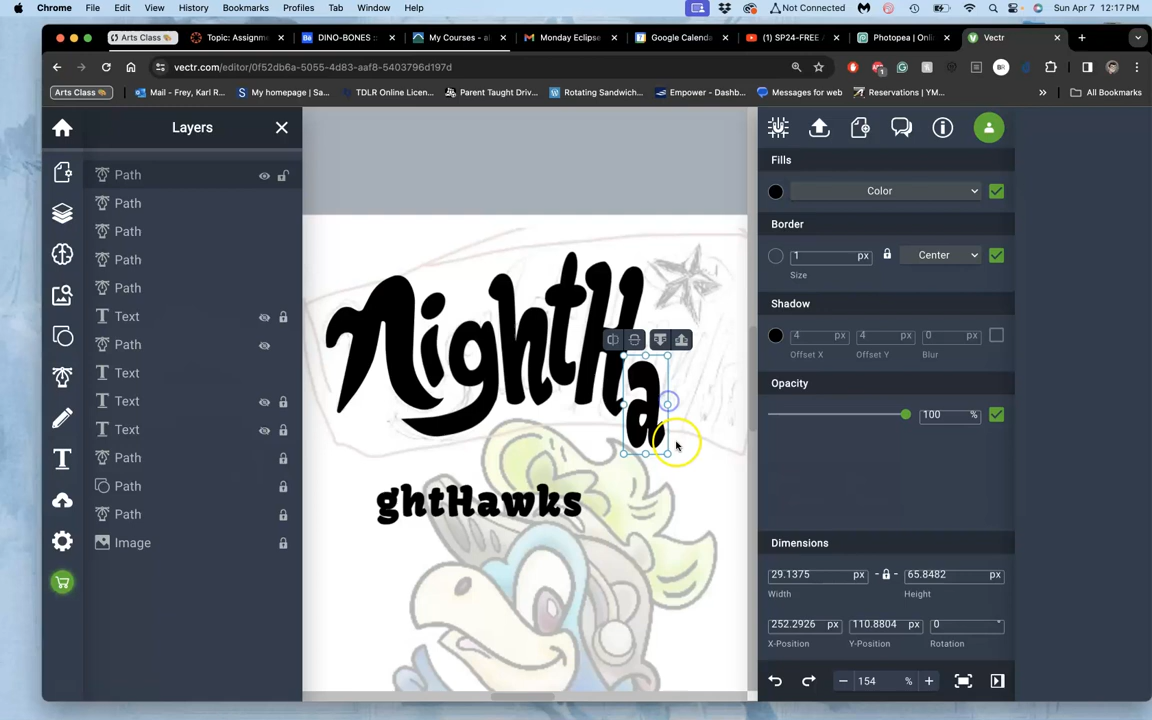 Chrome File Edit View History Bookmarks Profiles Tab Window Help Not Connected Sun Apr 7 12:17 PM
Arts Class Topic: Assignme DINO-BONES :: My Courses - al Monday Eclipse Google Calenda (1) SP24-FREE / Photopea | Onli Vectr
vectr.com/editor/0f52db6a-5055-4d83-aaf8-5403796d197d
Arts Class Mail - Frey, Karl R... My homepage | Sa... TDLR Online Licen... Parent Taught Driv... Rotating Sandwich... Empower - Dashb... Messages for web Reservations | YM... All Bookmarks
Layers
Path
Path
Path
Path
Path
Text
Path
Text
Text
Text
Path
Path
Path
Image
NightHa
ghtHawks
Fills
Color
Border
1 px Center
Size
Shadow
4 px 4 px 0 px
Offset X Offset Y Blur
Opacity
100 %
Dimensions
29.1375 px 65.8482 px
Width Height
252.2926 px 110.8804 px 0 °
X-Position Y-Position Rotation
154 %